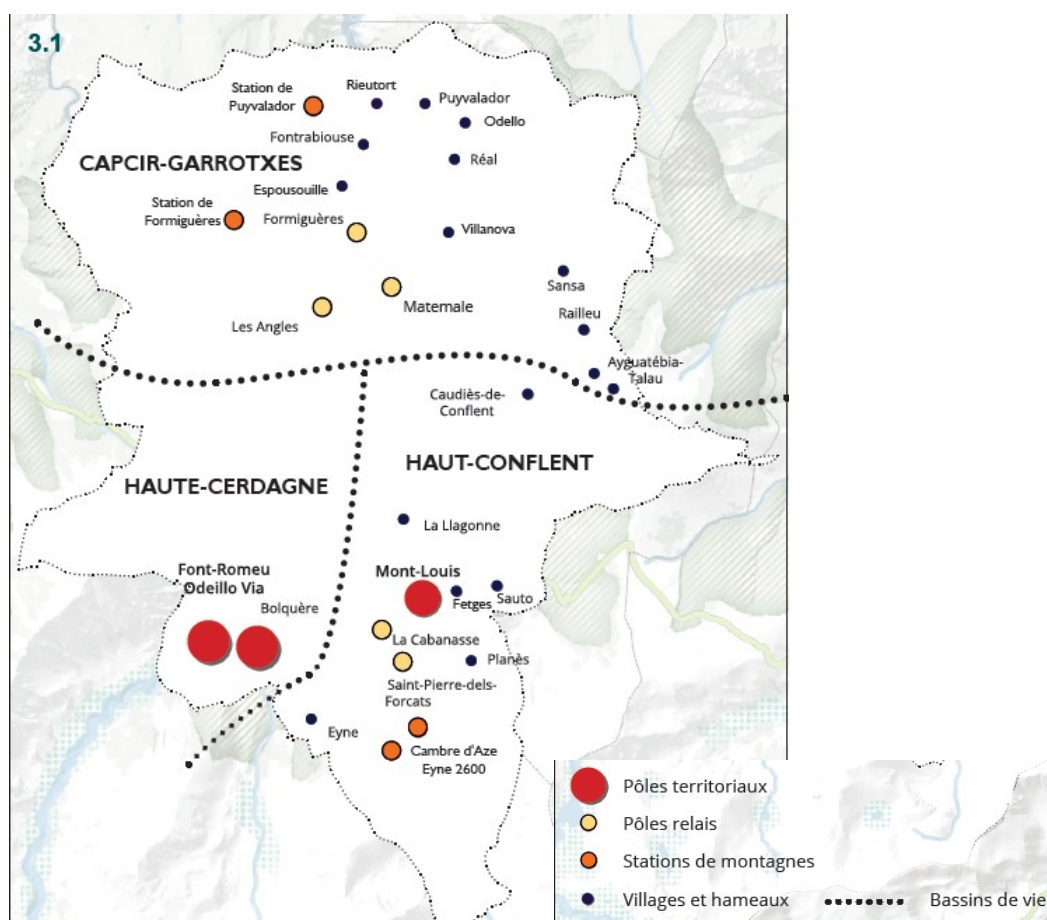 3.1
Station de
Puyvalador
Rieutort
Puyvalador
Odello
Fontrabiouse
CAPCIR-GARROTXES
Réal
Espousouille
Station de
Formiguères
Formiguères
Villanova
Sansa
Matemale
Railleu
Les Angles
Ayguatébia-
Talau
Caudiès-de-
Conflent
HAUT-CONFLENT
HAUTE-CERDAGNE
La Llagonne
Font-Romeu
Odeillo Via
Bolquère
Mont-Louis
Fetges
Sauto
La Cabanasse
Planès
Saint-Pierre-dels-
Forcats
Eyne
Cambre d'Aze
Eyne 2600
Pôles territoriaux
Pôles relais
Stations de montagnes
Villages et hameaux
Bassins de vie